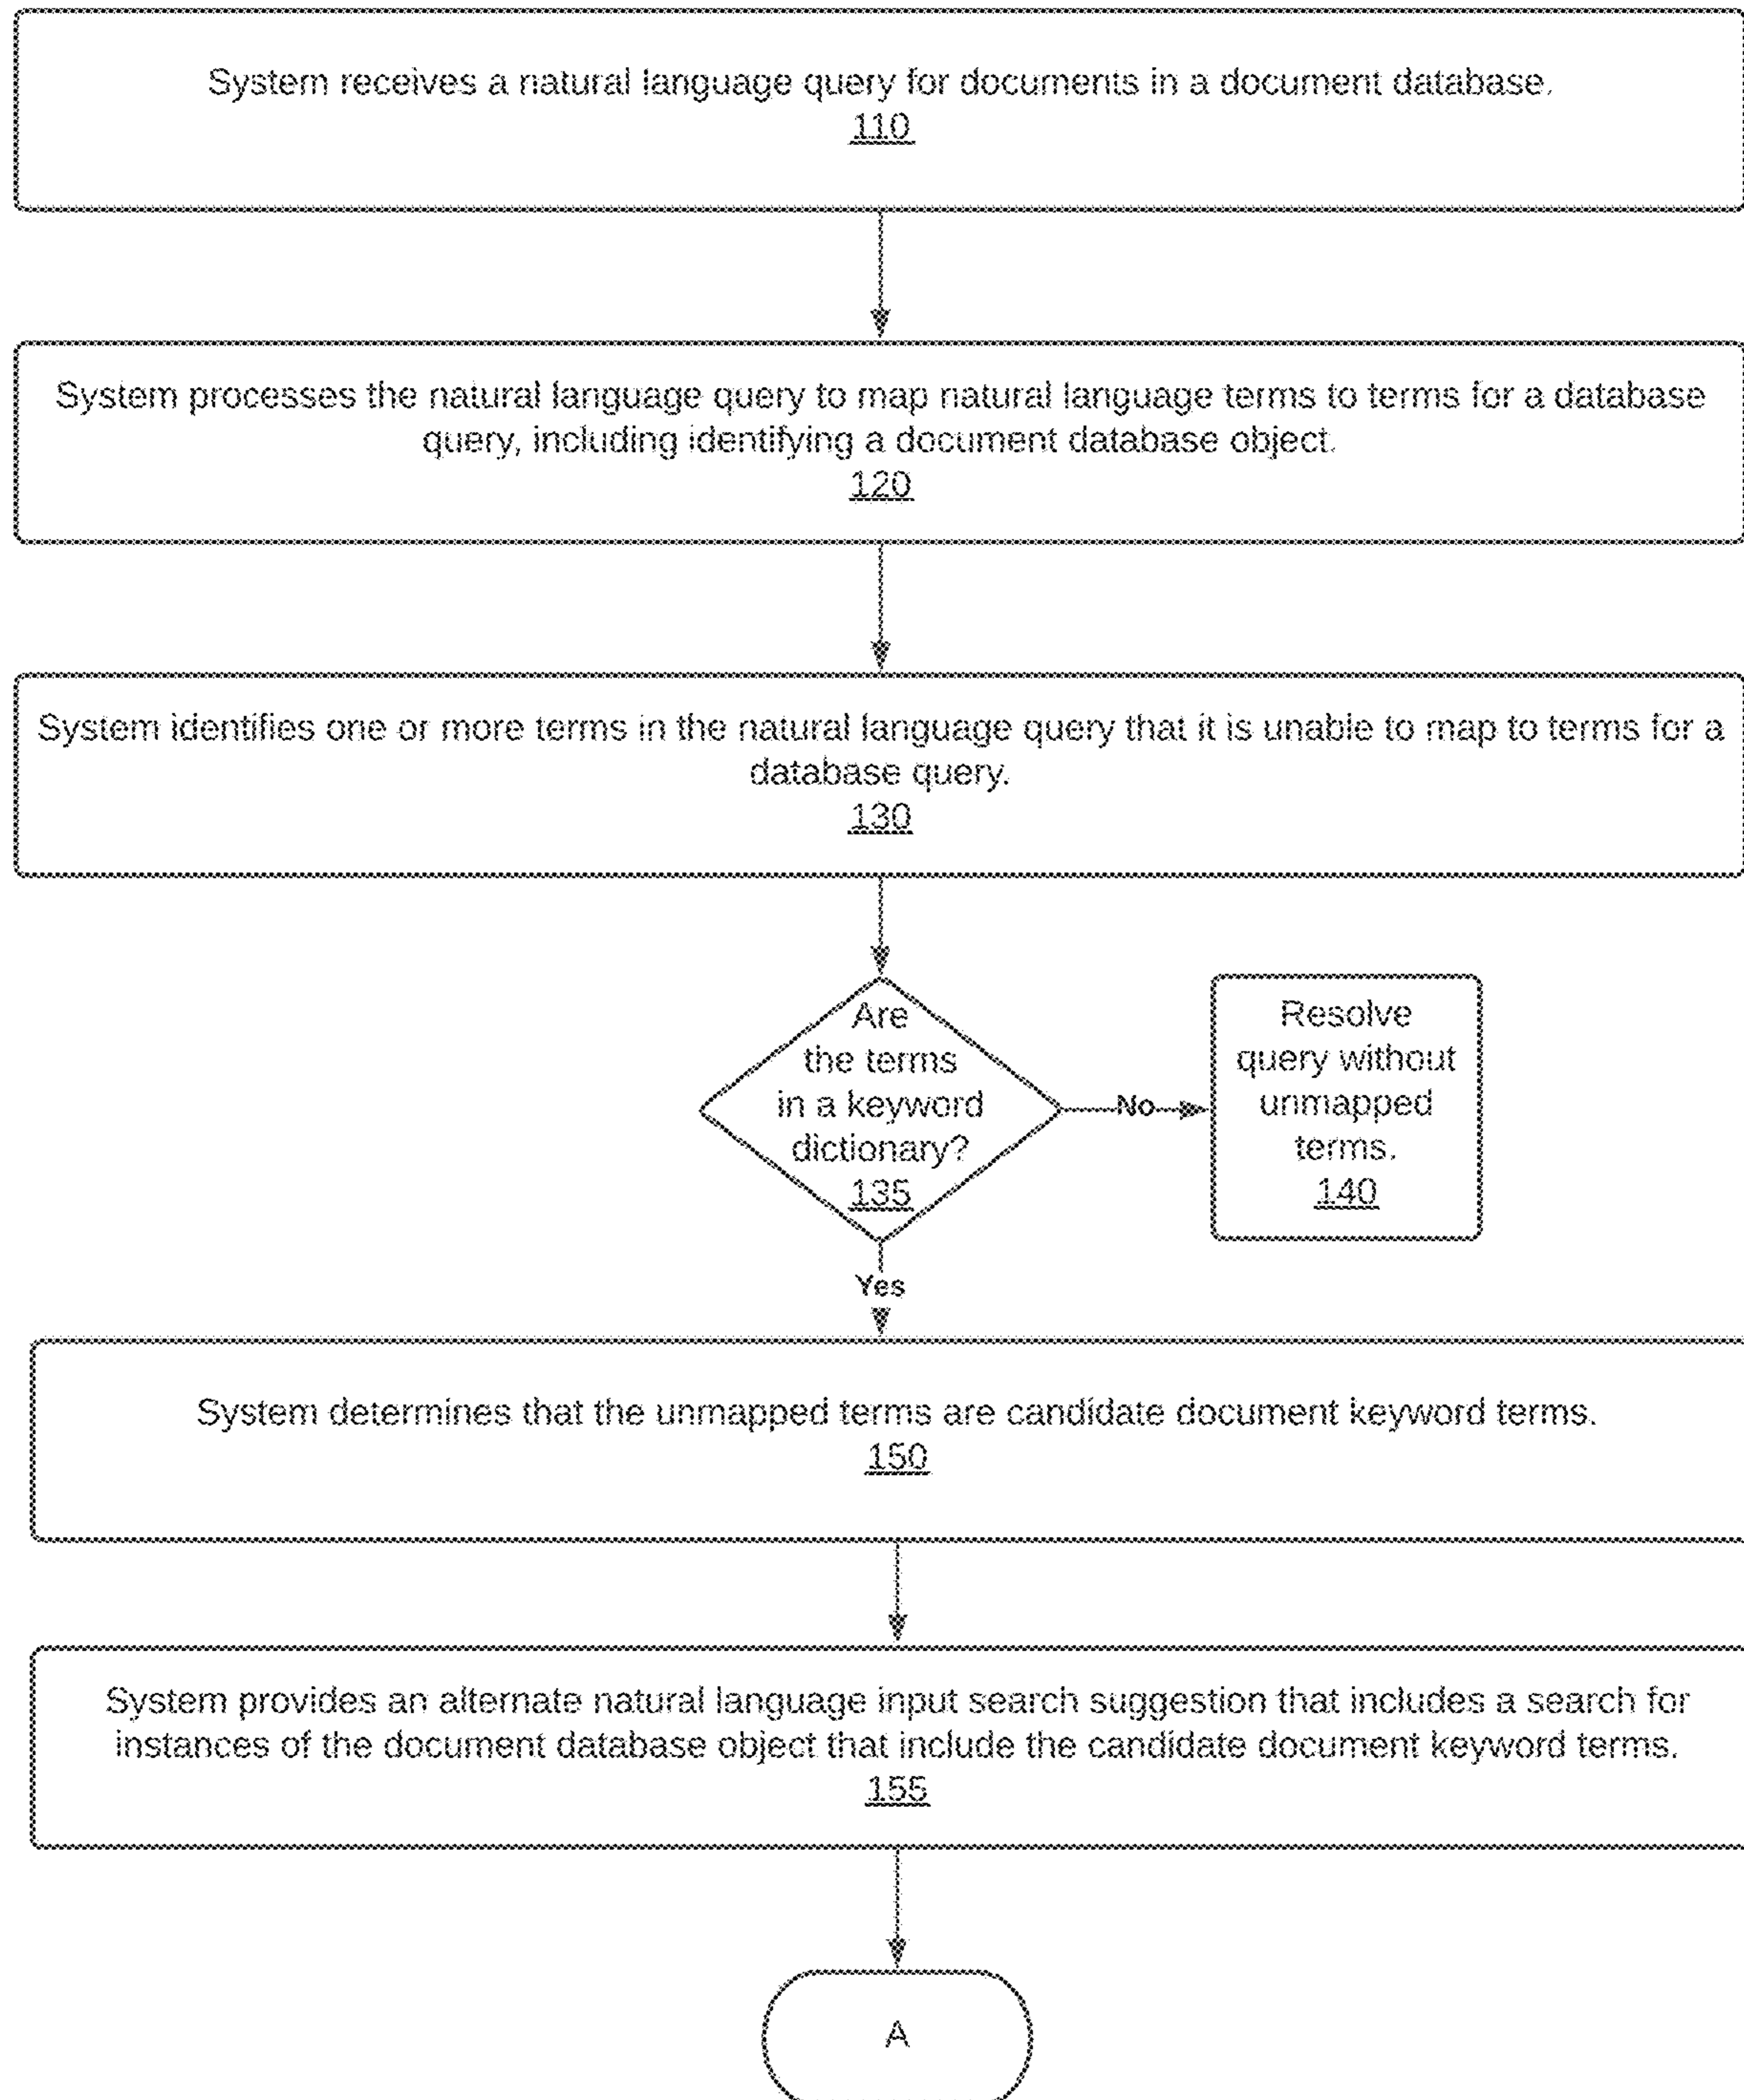 System receives a natural language query for documents in a document database.
110
System processes the natural language query to map natural language terms to terms for a database
query, including identifying a document database object.
120
System identifies one or more terms in the natural language query that it is unable to map to terms for a
database query.
130
Are
the terms
in a keyword
dictionary?
135
No
Resolve
query without
unmapped
terms.
140
Yes
System determines that the unmapped terms are candidate document keyword terms.
150
System provides an alternate natural language input search suggestion that includes a search for
instances of the document database object that include the candidate document keyword terms.
155
A